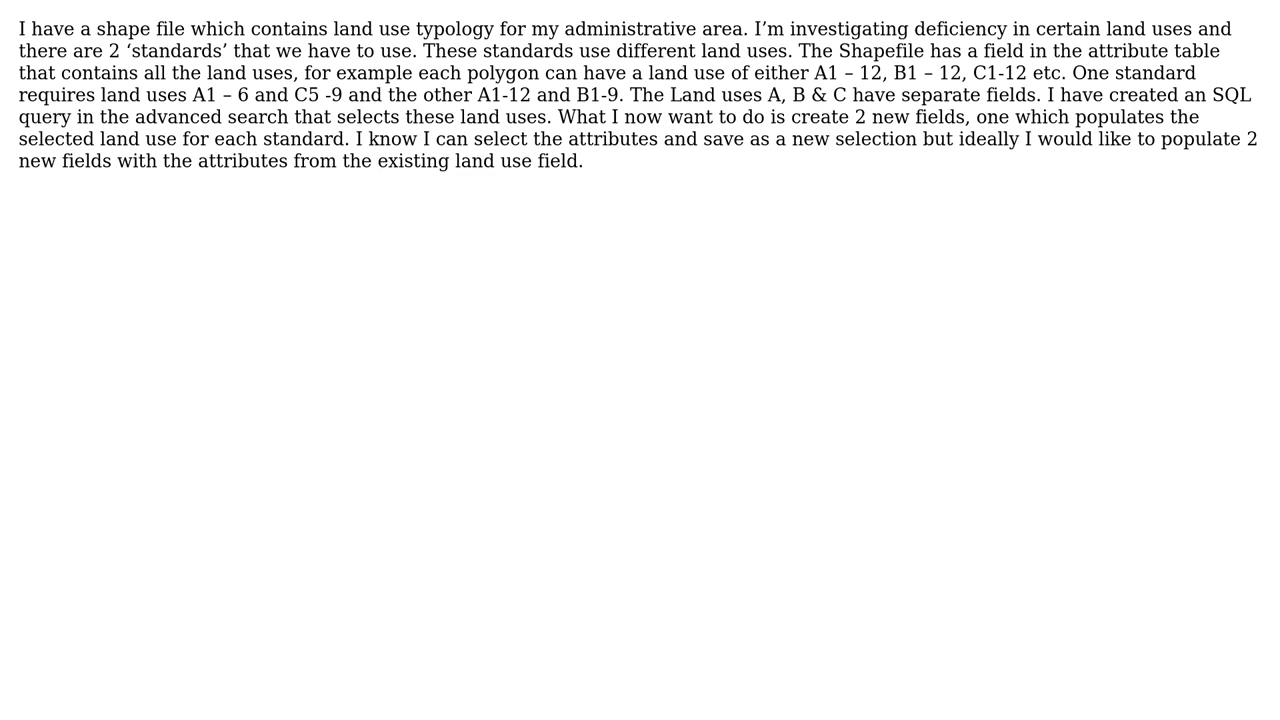 I have a shape file which contains land use typology for my administrative area. I’m investigating deficiency in certain land uses and
there are 2 ‘standards’ that we have to use. These standards use different land uses. The Shapefile has a field in the attribute table
that contains all the land uses, for example each polygon can have a land use of either A1 – 12, B1 – 12, C1-12 etc. One standard
requires land uses A1 – 6 and C5 -9 and the other A1-12 and B1-9. The Land uses A, B & C have separate fields. I have created an SQL
query in the advanced search that selects these land uses. What I now want to do is create 2 new fields, one which populates the
selected land use for each standard. I know I can select the attributes and save as a new selection but ideally I would like to populate 2
new fields with the attributes from the existing land use field.